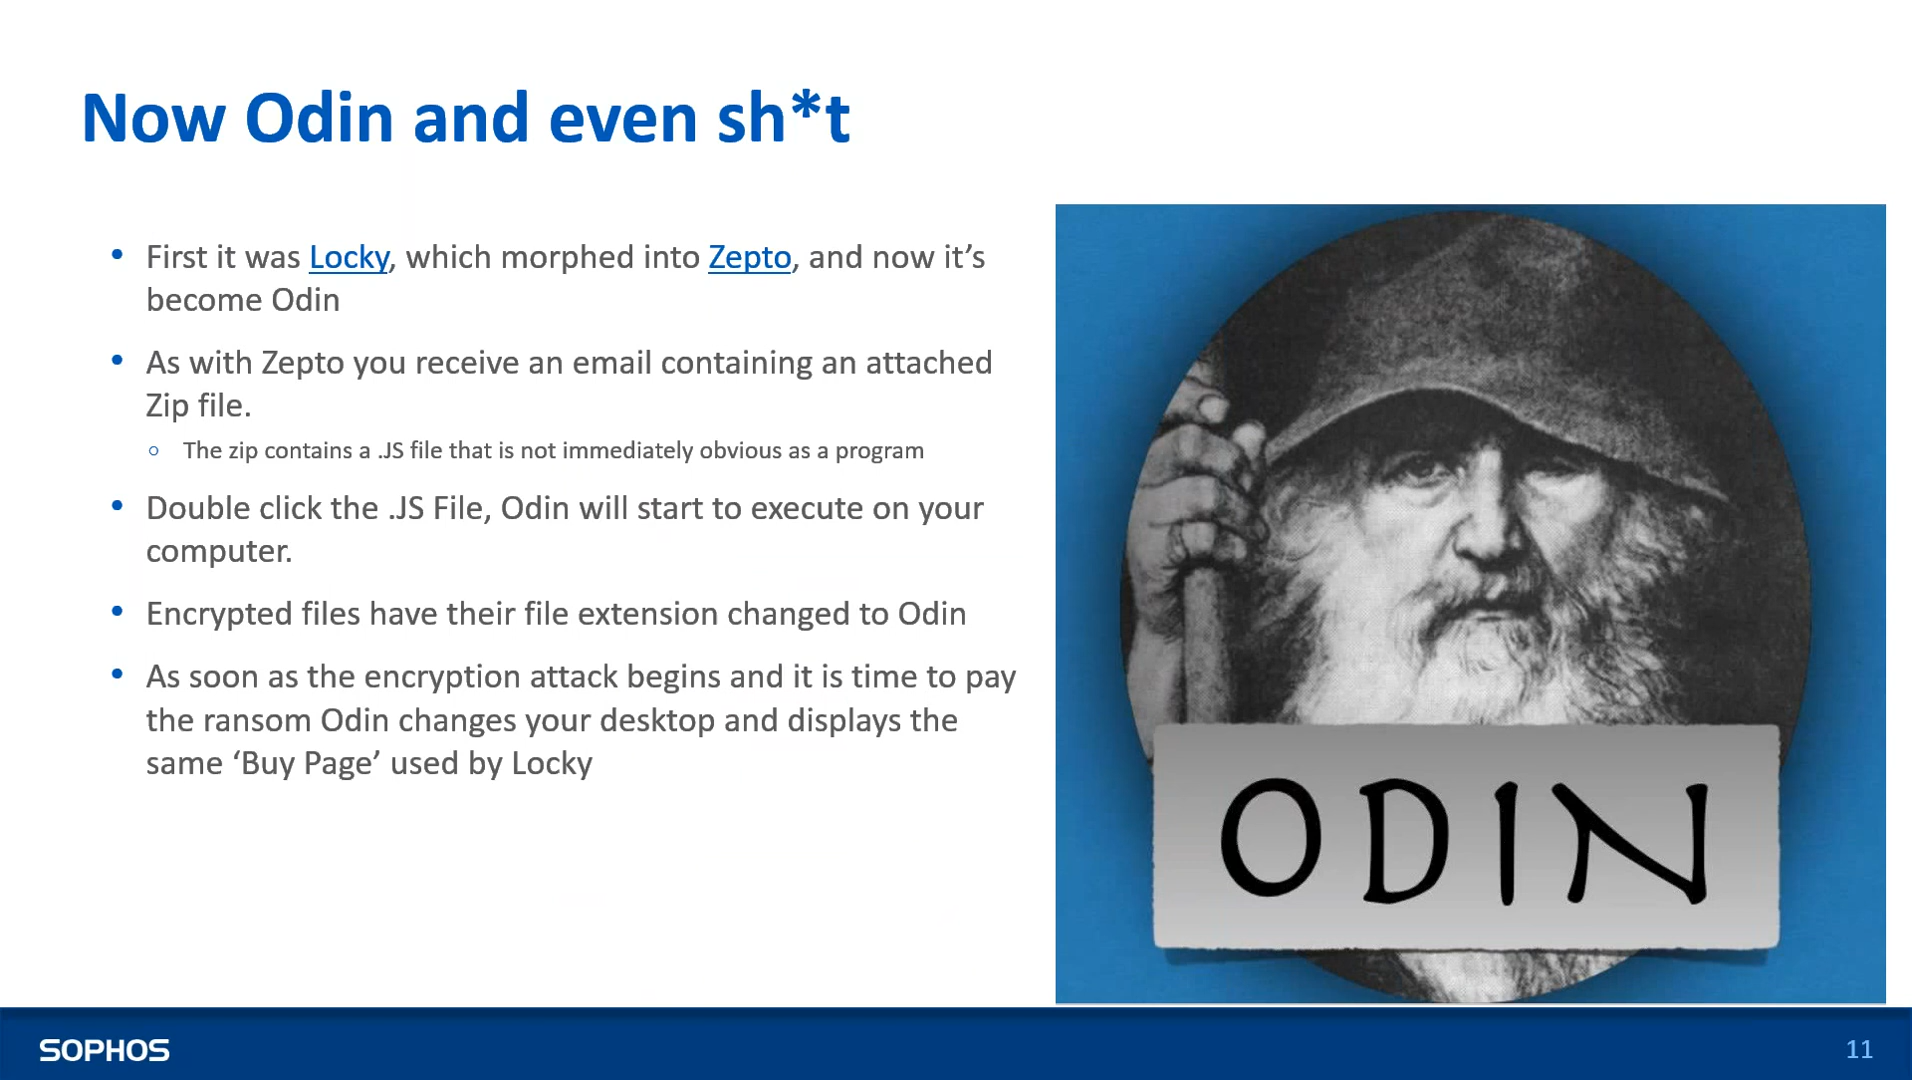 Now Odin and even sh*t
First it was Locky, which morphed into Zepto, and now it’s
become Odin
As with Zepto you receive an email containing an attached
Zip file.
The zip contains a .JS file that is not immediately obvious as a program
Double click the .JS File, Odin will start to execute on your
computer.
Encrypted files have their file extension changed to Odin
As soon as the encryption attack begins and it is time to pay
the ransom Odin changes your desktop and displays the
same ‘Buy Page’ used by Locky
ODIN
SOPHOS
11